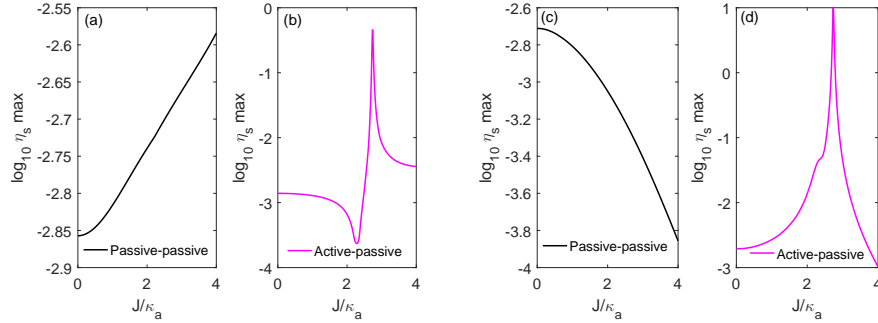 (a)
-2.55
-2.6
-2.65
-2.7
-2.75
-2.8
-2.85
-2.9
log₁₀ ηₛ max
Passive-passive
0 2 4
J/κₐ
(b)
0
-1
-2
-3
-4
log₁₀ ηₛ max
Active-passive
0 2 4
J/κₐ
(c)
-2.6
-2.8
-3
-3.2
-3.4
-3.6
-3.8
-4
log₁₀ ηₛ max
Passive-passive
0 2 4
J/κₐ
(d)
1
0
-1
-2
-3
log₁₀ ηₛ max
Active-passive
0 2 4
J/κₐ